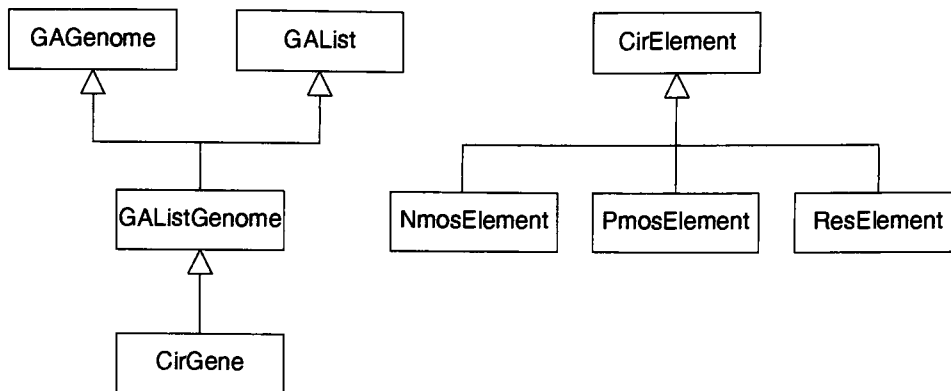 GAGenome
GAList
CirElement
GAListGenome
NmosElement
PmosElement
ResElement
CirGene